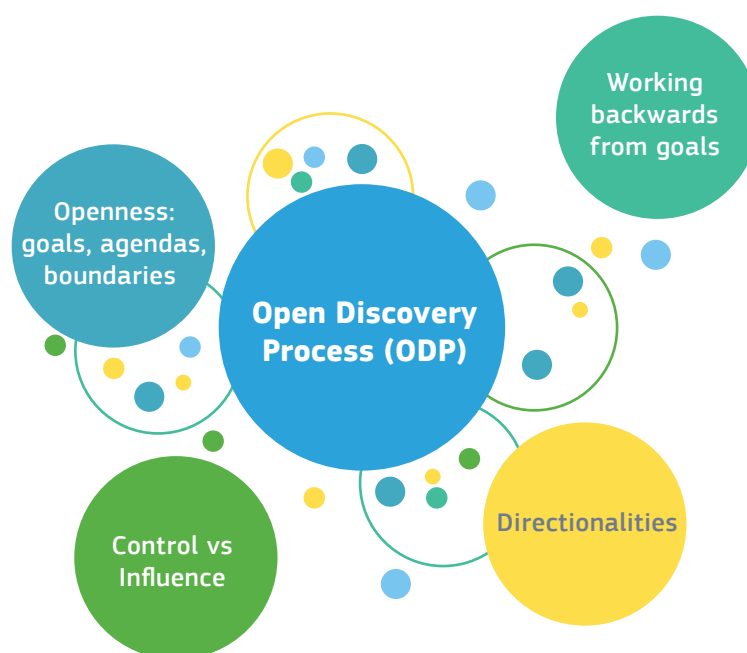 Working
backwards
from goals
Openness:
goals, agendas,
boundaries
Open Discovery
Process (ODP)
Directionalities
Control vs
Influence